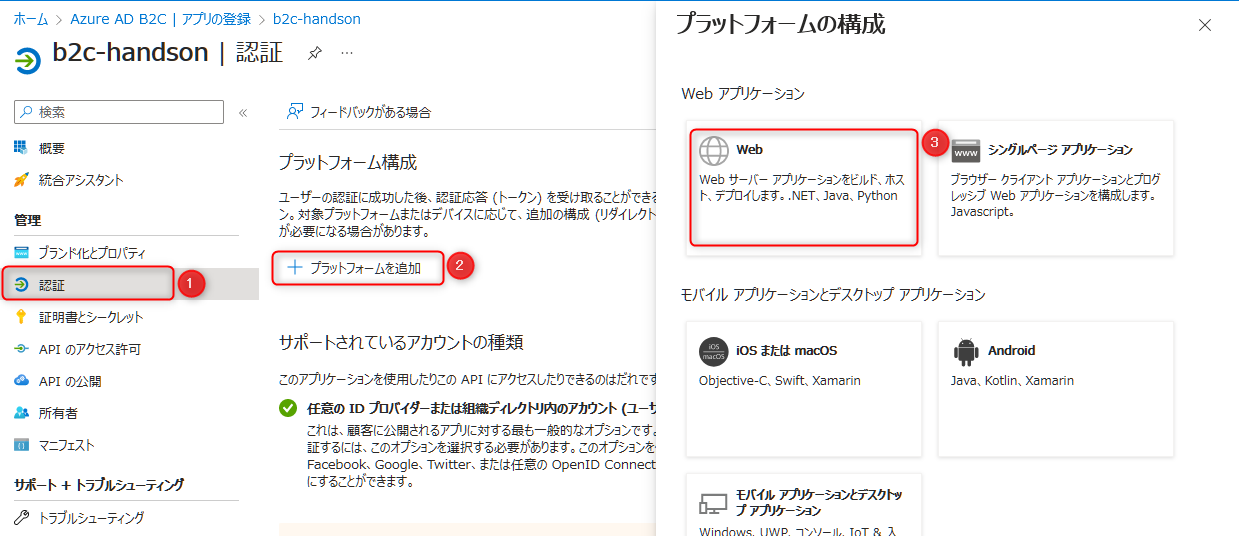 ホーム > Azure AD B2C | アプリの登録 > b2c-handson
b2c-handson | 認証
検索
概要
統合アシスタント
管理
ブランド化とプロパティ
認証
1
証明書とシークレット
API のアクセス許可
API の公開
所有者
マニフェスト
サポート + トラブルシューティング
トラブルシューティング
フィードバックがある場合
プラットフォーム構成
ユーザーの認証に成功した後、認証応答 (トークン) を受け取ることができる
ン。対象プラットフォームまたはデバイスに応じて、追加の構成 (リダイレクト
が必要になる場合があります。
プラットフォームを追加
2
サポートされているアカウントの種類
このアプリケーションを使用したりこの API にアクセスしたりできるのはだれです
任意の ID プロバイダーまたは組織ディレクトリ内のアカウント (ユーザ
これは、顧客に公開されるアプリに対する最も一般的なオプションです。
証するには、このオプションを選択する必要があります。このオプションを
Facebook、Google、Twitter、または任意の OpenID Connect
にすることができます。
プラットフォームの構成
Web アプリケーション
Web
Web サーバー アプリケーションをビルド、ホス
ト、デプロイします。.NET、Java、Python
3
www
シングルページ アプリケーション
ブラウザー クライアント アプリケーションとプログ
レッシブ Web アプリケーションを構成します。
Javascript。
モバイル アプリケーションとデスクトップ アプリケーション
iOS
macOS
iOS または macOS
Objective-C、Swift、Xamarin
Android
Java、Kotlin、Xamarin
モバイル アプリケーションとデスクトッ
プ アプリケーション
Windows、UWP、コンソール、IoT & 入